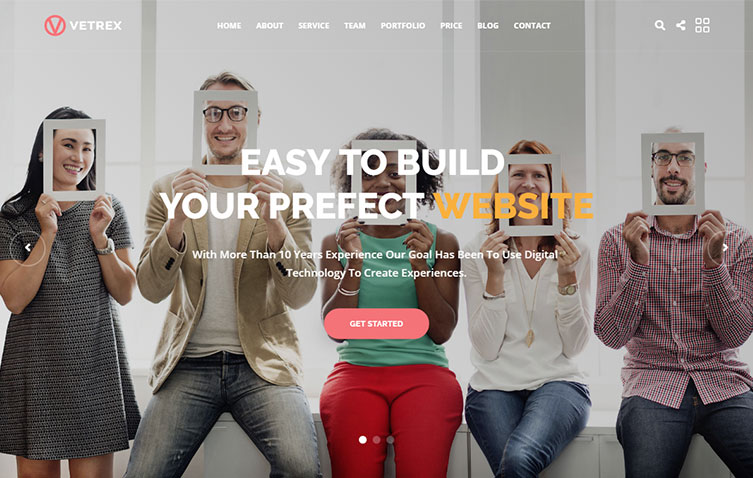 VETREX
HOME ABOUT SERVICE TEAM PORTFOLIO PRICE BLOG CONTACT
EASY TO BUILD
YOUR PREFECT WEBSITE
With More Than 10 Years Experience Our Goal Has Been To Use Digital
Technology To Create Experiences.
GET STARTED